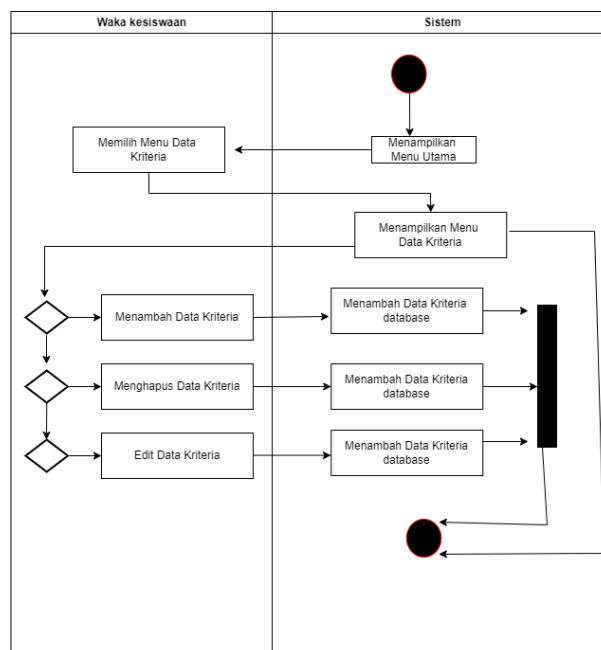 Waka kesiswaan
Sistem
Menampilkan
Menu Utama
Memilih Menu Data
Kriteria
Menampilkan Menu
Data Kriteria
Menambah Data Kriteria
Menambah Data Kriteria
database
Menghapus Data Kriteria
Menambah Data Kriteria
database
Edit Data Kriteria
Menambah Data Kriteria
database